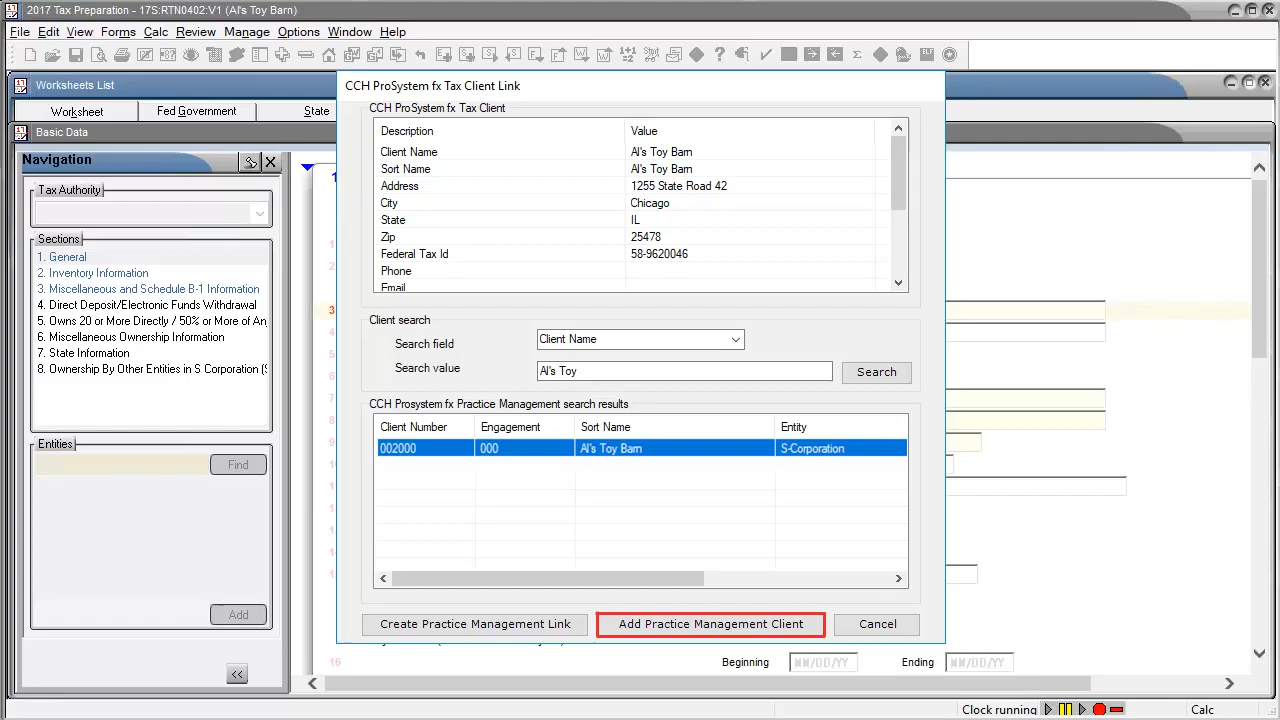 2017 Tax Preparation - 17S:RTN0402:V1 (Al's Toy Barn)
File Edit View Forms Calc Review Manage Options Window Help
Worksheets List
Worksheet Fed Government State
Basic Data
Navigation
Tax Authority
Sections
1. General
2. Inventory Information
3. Miscellaneous and Schedule B-1 Information
4. Direct Deposit/Electronic Funds Withdrawal
5. Owns 20 or More Directly / 50% or More of An
6. Miscellaneous Ownership Information
7. State Information
8. Ownership By Other Entities in S Corporation (S
Entities
Find
Add
<<
CCH ProSystem fx Tax Client Link
CCH ProSystem fx Tax Client
Description Value
Client Name Al's Toy Barn
Sort Name Al's Toy Barn
Address 1255 State Road 42
City Chicago
State IL
Zip 25478
Federal Tax Id 58-9620046
Phone
Email
Client search
Search field Client Name
Search value Al's Toy Search
CCH Prosystem fx Practice Management search results
Client Number Engagement Sort Name Entity
002000 000 Al's Toy Barn S-Corporation
Create Practice Management Link Add Practice Management Client Cancel
16 Beginning MM/DD/YY Ending MM/DD/YY
Clock running Calc